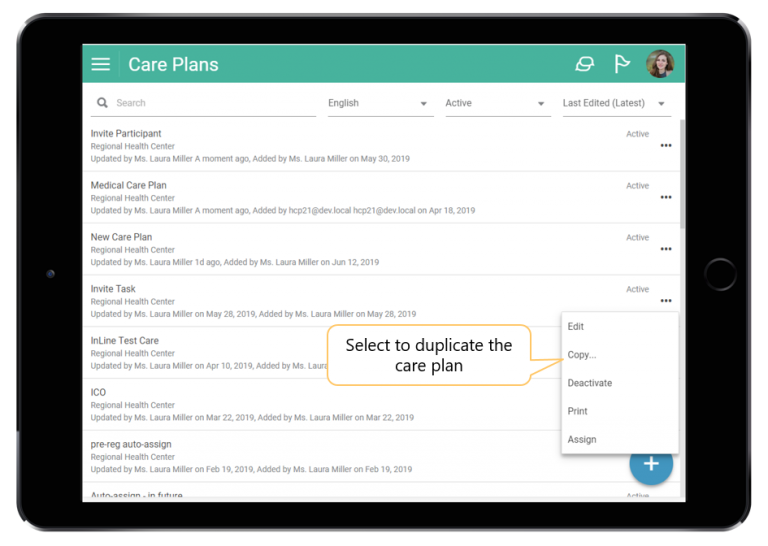 Care Plans
Search
English
Active
Last Edited (Latest)
Invite Participant
Active
Regional Health Center
Updated by Ms. Laura Miller A moment ago, Added by Ms. Laura Miller on May 30, 2019
Medical Care Plan
Active
Regional Health Center
Updated by Ms. Laura Miller A moment ago, Added by hcp21@dev.local hcp21@dev.local on Apr 18, 2019
New Care Plan
Active
Regional Health Center
Updated by Ms. Laura Miller 1d ago, Added by Ms. Laura Miller on Jun 12, 2019
Invite Task
Active
Regional Health Center
Updated by Ms. Laura Miller on May 28, 2019, Added by Ms. Laura Miller on May 28, 2019
InLine Test Care
Regional Health Center
Updated by Ms. Laura Miller on Apr 10, 2019, Added by Ms. Laura
ICO
Regional Health Center
Updated by Ms. Laura Miller on Mar 22, 2019, Added by Ms. Laura Miller on Mar 22, 2019
pre-reg auto-assign
Regional Health Center
Updated by Ms. Laura Miller on Feb 19, 2019, Added by Ms. Laura Miller on Feb 19, 2019
Auto-assign - in future
Active
Edit
Copy...
Deactivate
Print
Assign
Select to duplicate the
care plan